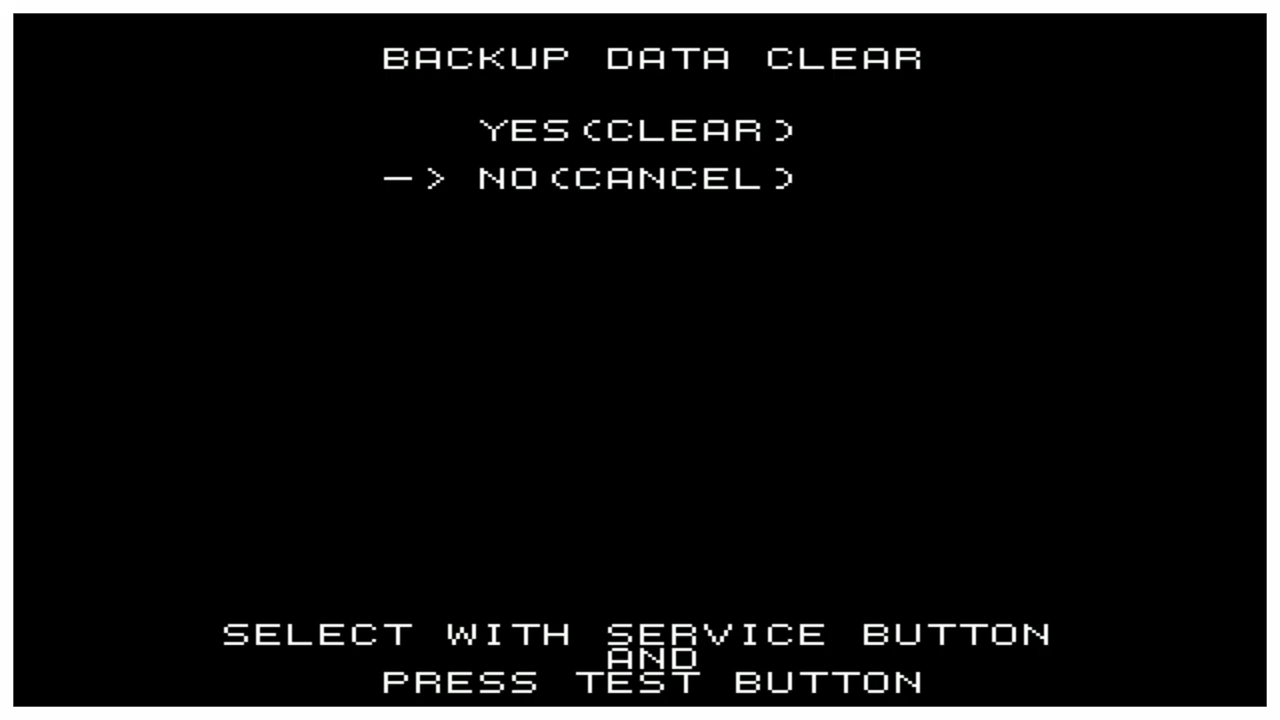 BACKUP DATA CLEAR
YES(CLEAR)
-> NO(CANCEL)
SELECT WITH SERVICE BUTTON
AND
PRESS TEST BUTTON